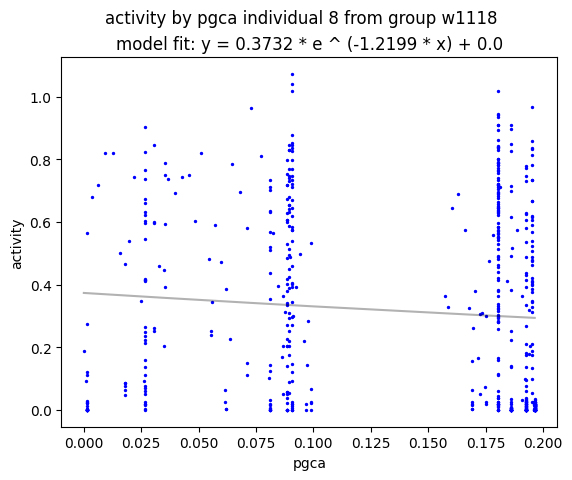 activity by pgca individual 8 from group w1118
model fit: y = 0.3732 * e ^ (-1.2199 * x) + 0.0
1.0
0.8
0.6
0.4
0.2
0.0
activity
0.000 0.025 0.050 0.075 0.100 0.125 0.150 0.175 0.200
pgca